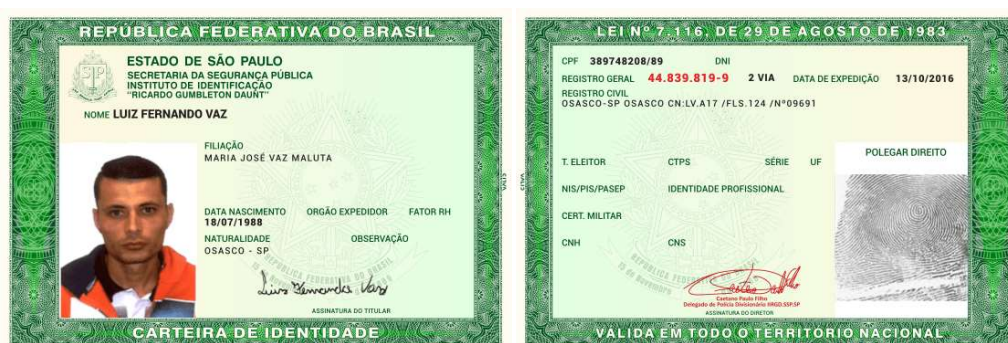 REPÚBLICA FEDERATIVA DO BRASIL
ESTADO DE SÃO PAULO
SECRETARIA DA SEGURANÇA PÚBLICA
INSTITUTO DE IDENTIFICAÇÃO
"RICARDO GUMBLETON DAUNT"
NOME LUIZ FERNANDO VAZ
FILIAÇÃO
MARIA JOSÉ VAZ MALUTA
DATA NASCIMENTO ORGÃO EXPEDIDOR FATOR RH
18/07/1988
NATURALIDADE OBSERVAÇÃO
OSASCO - SP
ASSINATURA DO TITULAR
CARTEIRA DE IDENTIDADE
LEI Nº 7.116, DE 29 DE AGOSTO DE 1983
CPF 389748208/89 DNI
REGISTRO GERAL 44.839.819-9 2 VIA DATA DE EXPEDIÇÃO 13/10/2016
REGISTRO CIVIL
OSASCO-SP OSASCO CN:LV.A17 /FLS.124 /Nº09691
POLEGAR DIREITO
T. ELEITOR CTPS SÉRIE UF
NIS/PIS/PASEP IDENTIDADE PROFISSIONAL
CERT. MILITAR
CNH CNS
Caetano Paulo Filho
Delegado de Polícia Divisionário IIRGD.SSP.SP
ASSINATURA DO DIRETOR
VÁLIDA EM TODO O TERRITÓRIO NACIONAL